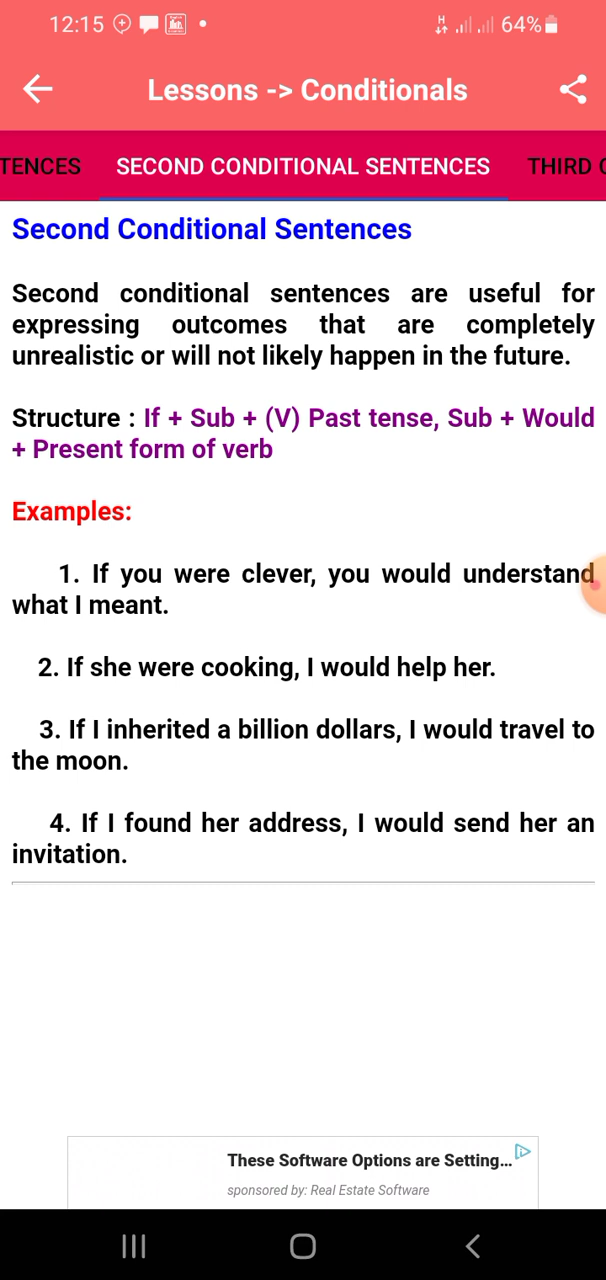 12:15
H
64%
Lessons -> Conditionals
TENCES SECOND CONDITIONAL SENTENCES THIRD C
Second Conditional Sentences
Second conditional sentences are useful for
expressing outcomes that are completely
unrealistic or will not likely happen in the future.
Structure : If + Sub + (V) Past tense, Sub + Would
+ Present form of verb
Examples:
1. If you were clever, you would understand
what I meant.
2. If she were cooking, I would help her.
3. If I inherited a billion dollars, I would travel to
the moon.
4. If I found her address, I would send her an
invitation.
These Software Options are Setting...
sponsored by: Real Estate Software